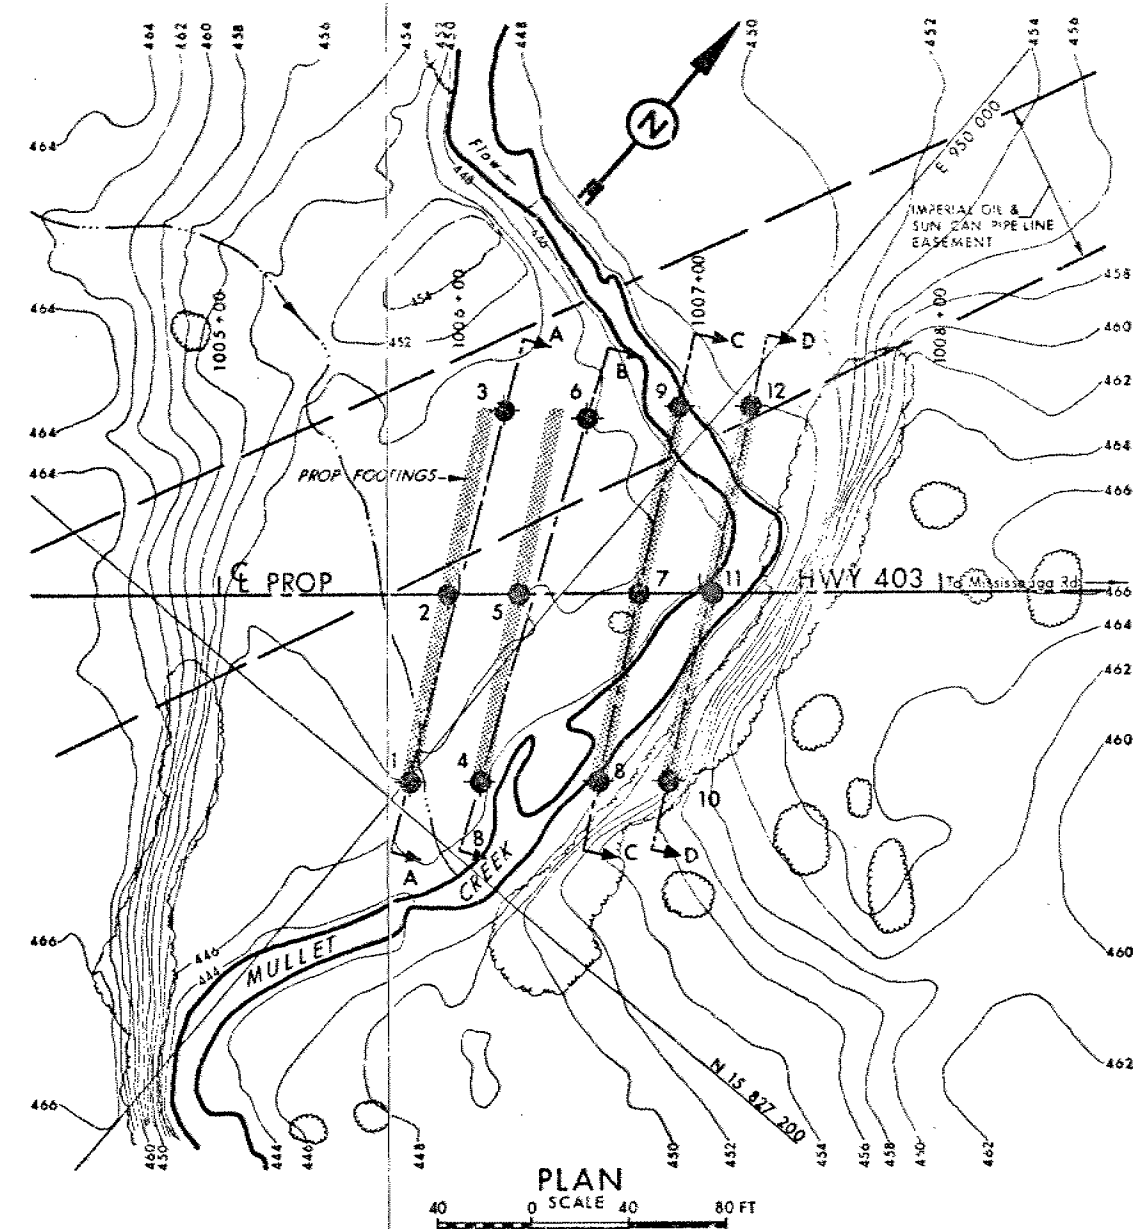 464 462 460 458 456 454 452 450 448 450 452 454 456
N
Flow
448
446
E 950 000
IMPERIAL OIL &
SUN CAN PIPE LINE
EASEMENT
464
464
464
464
1005 + 00
454
452
1006 + 00
1007+00
1008 + 00
458
460
462
464
466
A
B
C
D
3
6
9
12
PROP FOOTINGS
℄ PROP
HWY 403
To Mississauga Rd
466
2
5
7
11
464
462
460
1
4
8
10
A
B
C
D
MULLET
CREEK
466
446
444
460
462
N 15 827 200
466
460 450 444 446 448 450 452 454 456 458 462
PLAN
SCALE
40 0 40 80 FT